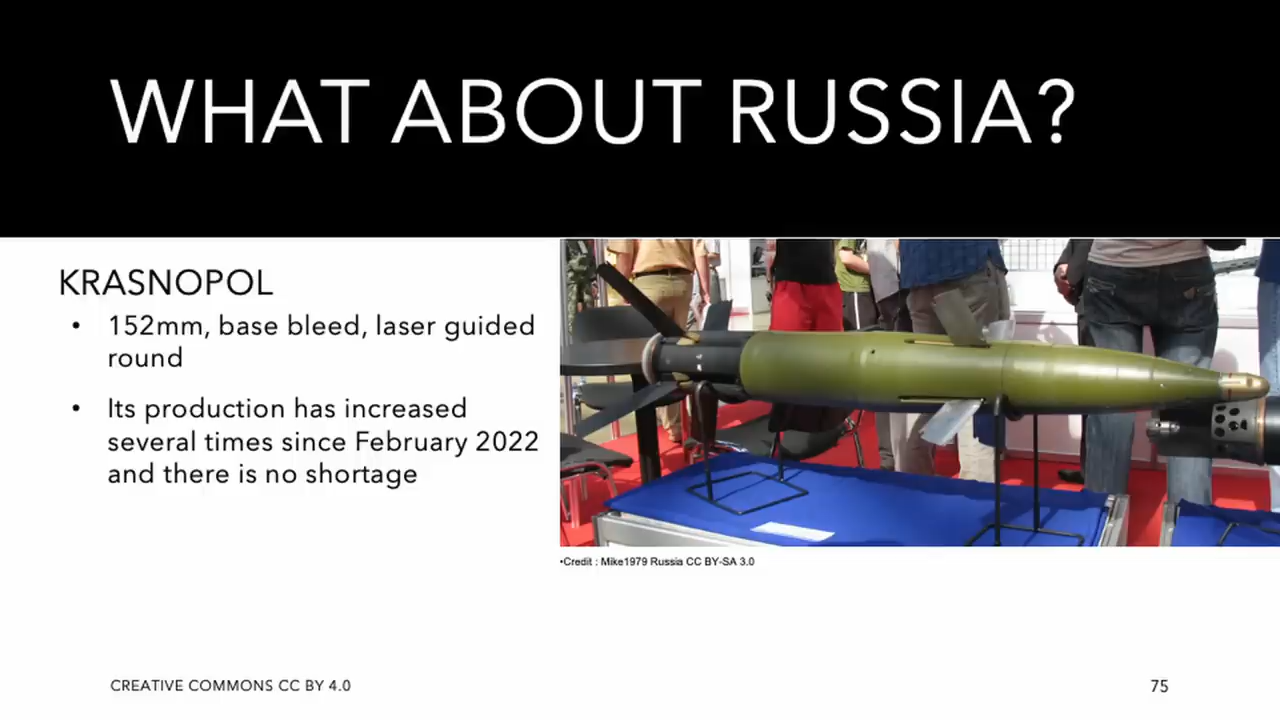 WHAT ABOUT RUSSIA?
KRASNOPOL
• 152mm, base bleed, laser guided
round
• Its production has increased
several times since February 2022
and there is no shortage
•Credit : Mike1979 Russia CC BY-SA 3.0
CREATIVE COMMONS CC BY 4.0
75